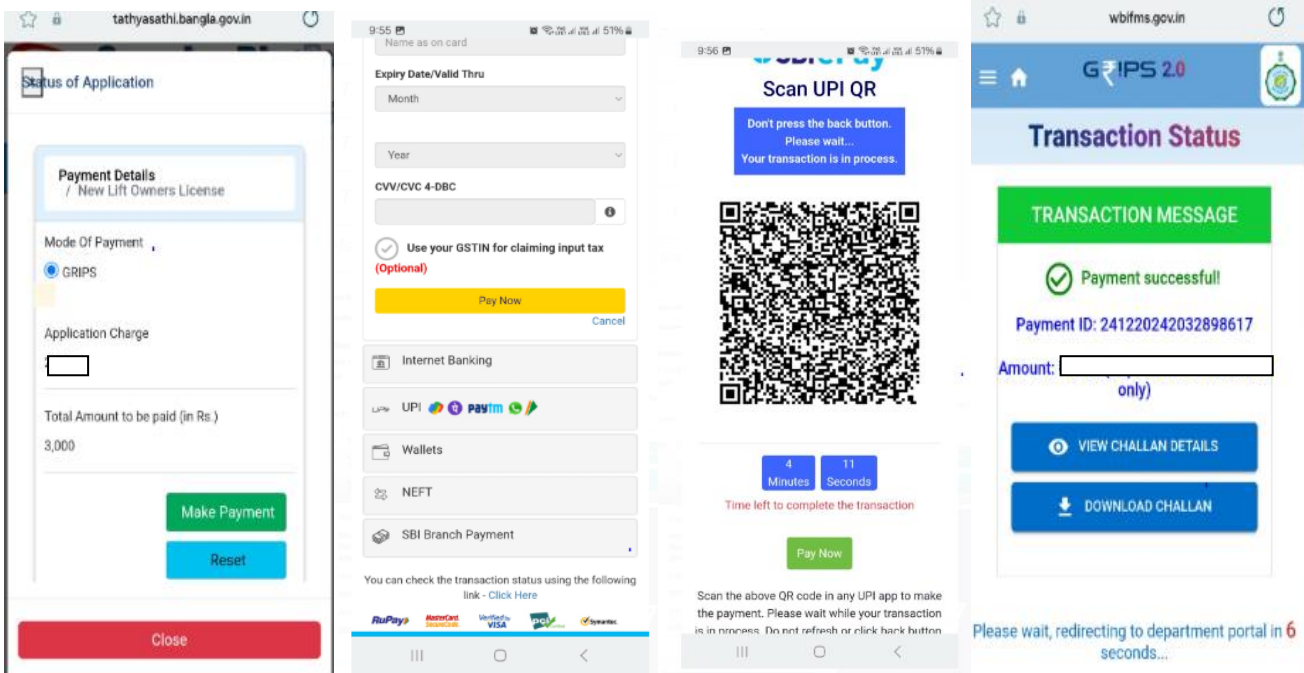 tathyasathi.bangla.gov.in
Status of Application
Payment Details
/ New Lift Owners License
Mode Of Payment
GRIPS
Application Charge
Total Amount to be paid (in Rs.)
3,000
Make Payment
Reset
Close
9:55
51%
Name as on card
Expiry Date/Valid Thru
Month
Year
CVV/CVC 4-DBC
Use your GSTIN for claiming input tax
(Optional)
Pay Now
Cancel
Internet Banking
UPI paytm
Wallets
NEFT
SBI Branch Payment
You can check the transaction status using the following
link - Click Here
RuPay MasterCard SecureCode Verified by VISA PCI Symantec
9:56
51%
Scan UPI QR
Don't press the back button.
Please wait...
Your transaction is in process.
4
Minutes
11
Seconds
Time left to complete the transaction
Pay Now
Scan the above QR code in any UPI app to make
the payment. Please wait while your transaction
is in process. Do not refresh or click back button
wbifms.gov.in
GRIPS 2.0
Transaction Status
TRANSACTION MESSAGE
Payment successful!
Payment ID: 241220242032898617
Amount:
only)
VIEW CHALLAN DETAILS
DOWNLOAD CHALLAN
Please wait, redirecting to department portal in 6
seconds...